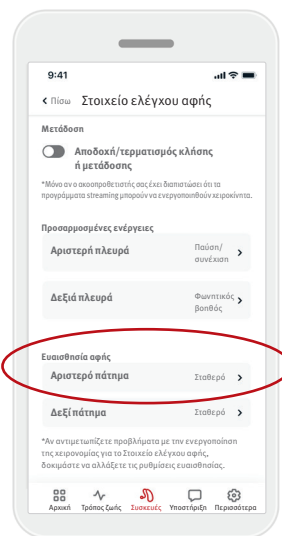 9:41
Πίσω Στοιχείο ελέγχου αφής
Μετάδοση
Αποδοχή/τερματισμός κλήσης
ή μετάδοσης
*Μόνο αν ο ακοοπροθετιστής σας έχει διαπιστώσει ότι τα
προγράμματα streaming μπορούν να ενεργοποιηθούν χειροκίνητα.
Προσαρμοσμένες ενέργειες
Αριστερή πλευρά
Παύση/
συνέχιση
Δεξιά πλευρά
Φωνητικός
βοηθός
Ευαισθησία αφής
Αριστερό πάτημα Σταθερό
Δεξί πάτημα Σταθερό
*Αν αντιμετωπίζετε προβλήματα με την ενεργοποίηση
της χειρονομίας για το Στοιχείο ελέγχου αφής,
δοκιμάστε να αλλάξετε τις ρυθμίσεις ευαισθησίας.
Αρχική Τρόπος ζωής Συσκευές Υποστήριξη Περισσότερα